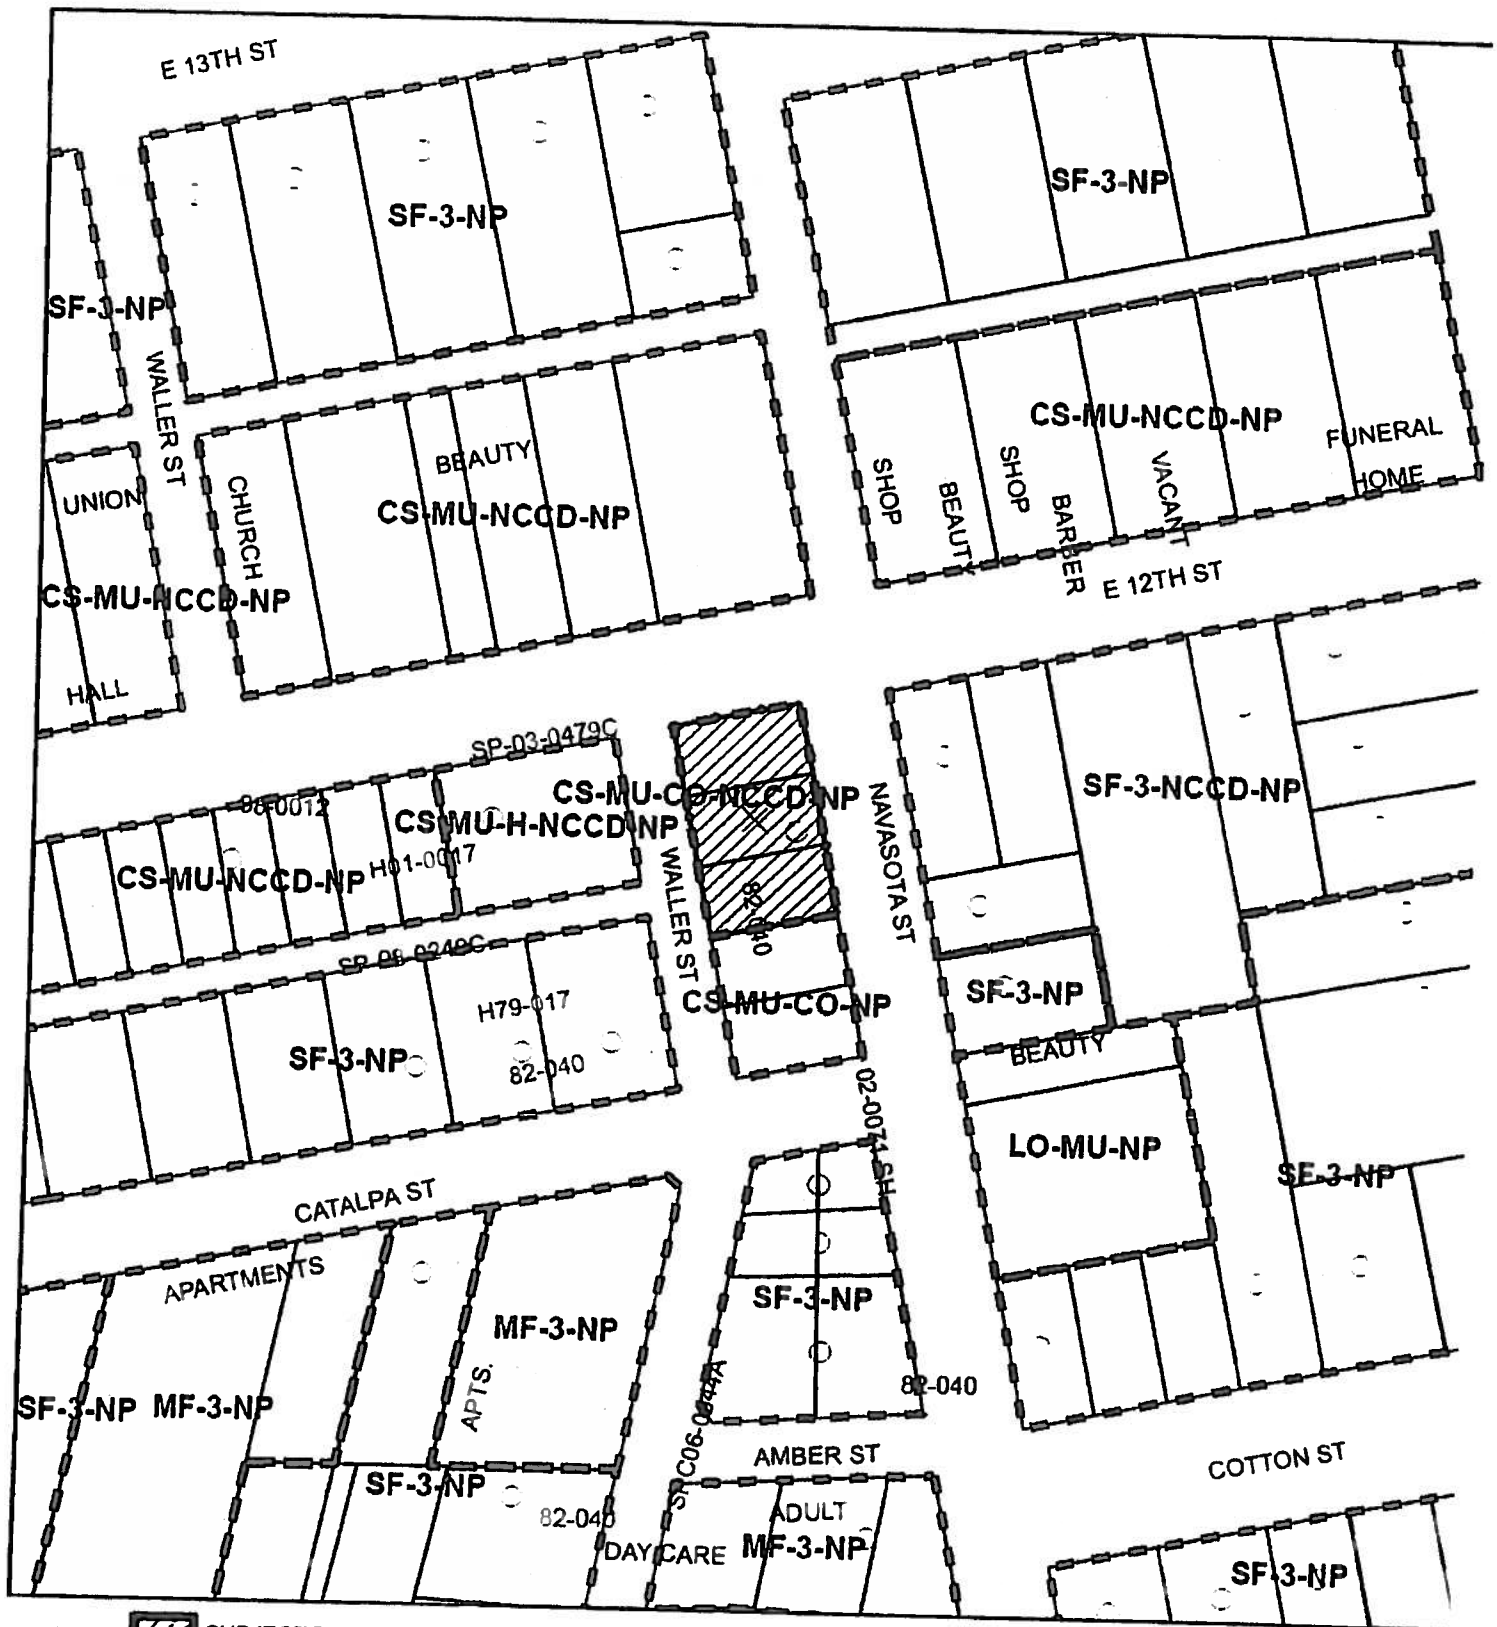 E 13TH ST
SF-3-NP
SF-3-NP
SF-3-NP
WALLER ST
BEAUTY
CS-MU-NCCD-NP
FUNERAL
HOME
UNION
CHURCH
CS-MU-NCCD-NP
SHOP
BEAUTY
SHOP
BARBER
VACANT
CS-MU-NCCD-NP
E 12TH ST
HALL
SP-03-0479C
CS-MU-CO-NCCD-NP
SF-3-NCCD-NP
CS-MU-H-NCCD-NP
H01-0017
CS-MU-NCCD-NP
WALLER ST
82-040
NAVASOTA ST
SF-3-NP
H79-017
CS-MU-CO-NP
SF-3-NP
82-040
BEAUTY
02-0071.SH
LO-MU-NP
SF-3-NP
CATALPA ST
APARTMENTS
SF-3-NP
MF-3-NP
APTS.
82-040
SF-3-NP
MF-3-NP
AMBER ST
COTTON ST
SF-3-NP
82-040
ADULT
DAY CARE
MF-3-NP
SF-3-NP